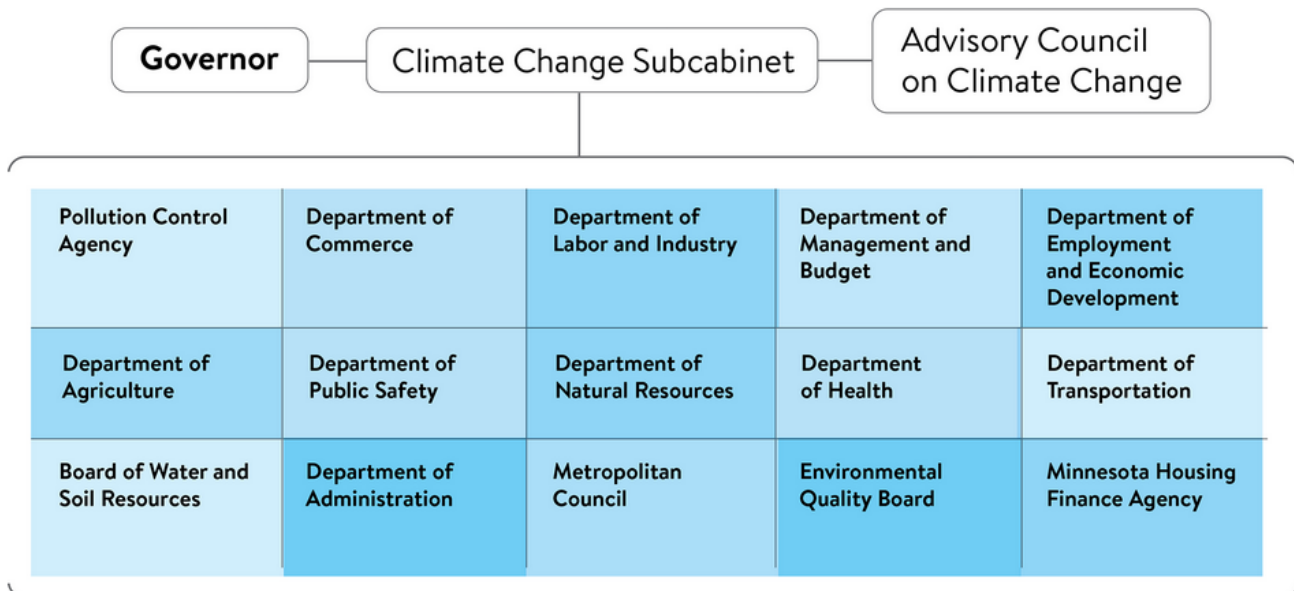 Governor
Climate Change Subcabinet
Advisory Council
on Climate Change
Pollution Control
Agency
Department of
Commerce
Department of
Labor and Industry
Department of
Management and
Budget
Department of
Employment
and Economic
Development
Department of
Agriculture
Department of
Public Safety
Department of
Natural Resources
Department
of Health
Department of
Transportation
Board of Water and
Soil Resources
Department of
Administration
Metropolitan
Council
Environmental
Quality Board
Minnesota Housing
Finance Agency